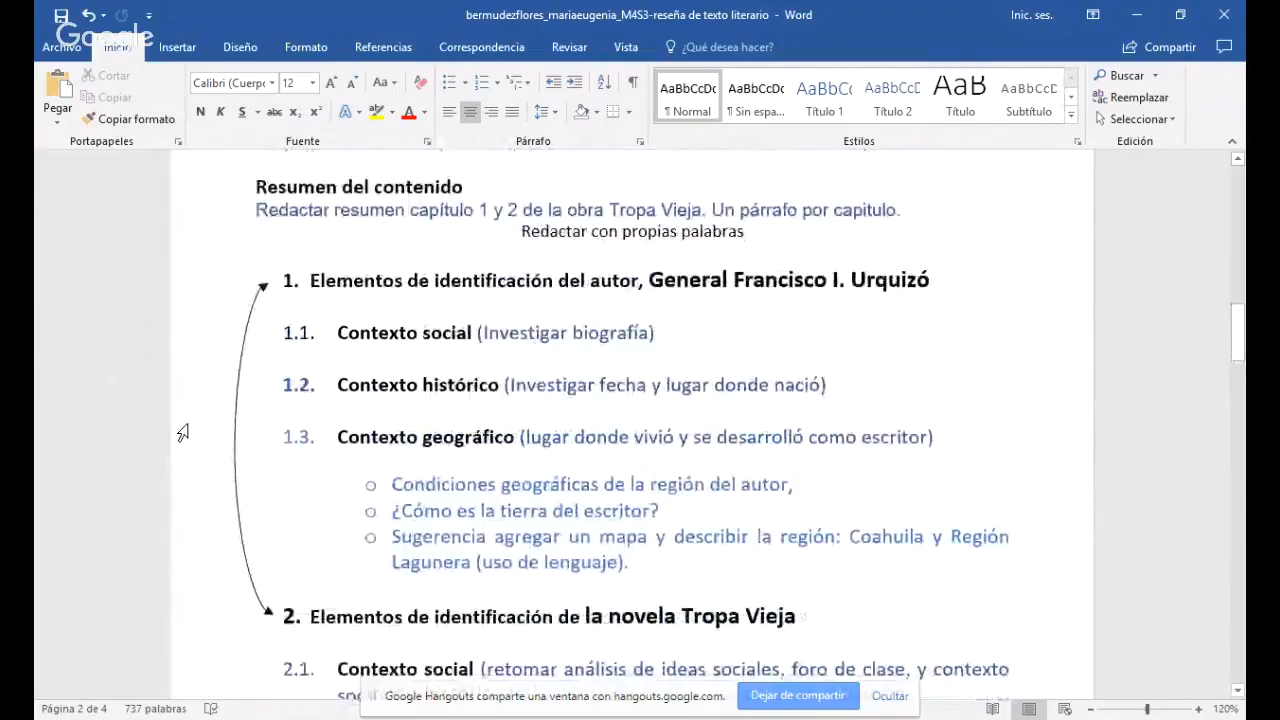 bermudezflores_mariaeugenia_M4S3-reseña de texto literario - Word
Inic. ses.
Google
Archivo Inicio Insertar Diseño Formato Referencias Correspondencia Revisar Vista ¿Qué desea hacer? Compartir
Pegar
Cortar
Copiar
Copiar formato
Portapapeles
Calibri (Cuerpo 12
Aa
N K S abc x₂ x²
Fuente
Párrafo
AaBbCcDc AaBbCcDc AaBbCc AaBbCcD AaB AaBbCcD
¶ Normal ¶ Sin espa... Título 1 Título 2 Título Subtítulo
Estilos
Buscar
Reemplazar
Seleccionar
Edición
Resumen del contenido
Redactar resumen capítulo 1 y 2 de la obra Tropa Vieja. Un párrafo por capitulo.
Redactar con propias palabras
1. Elementos de identificación del autor, General Francisco I. Urquizó
1.1. Contexto social (Investigar biografía)
1.2. Contexto histórico (Investigar fecha y lugar donde nació)
1.3. Contexto geográfico (lugar donde vivió y se desarrolló como escritor)
o Condiciones geográficas de la región del autor,
o ¿Cómo es la tierra del escritor?
o Sugerencia agregar un mapa y describir la región: Coahuila y Región
Lagunera (uso de lenguaje).
2. Elementos de identificación de la novela Tropa Vieja
2.1. Contexto social (retomar análisis de ideas sociales, foro de clase, y contexto
Google Hangouts comparte una ventana con hangouts.google.com. Dejar de compartir Ocultar
Página 2 de 4 737 palabras 120%